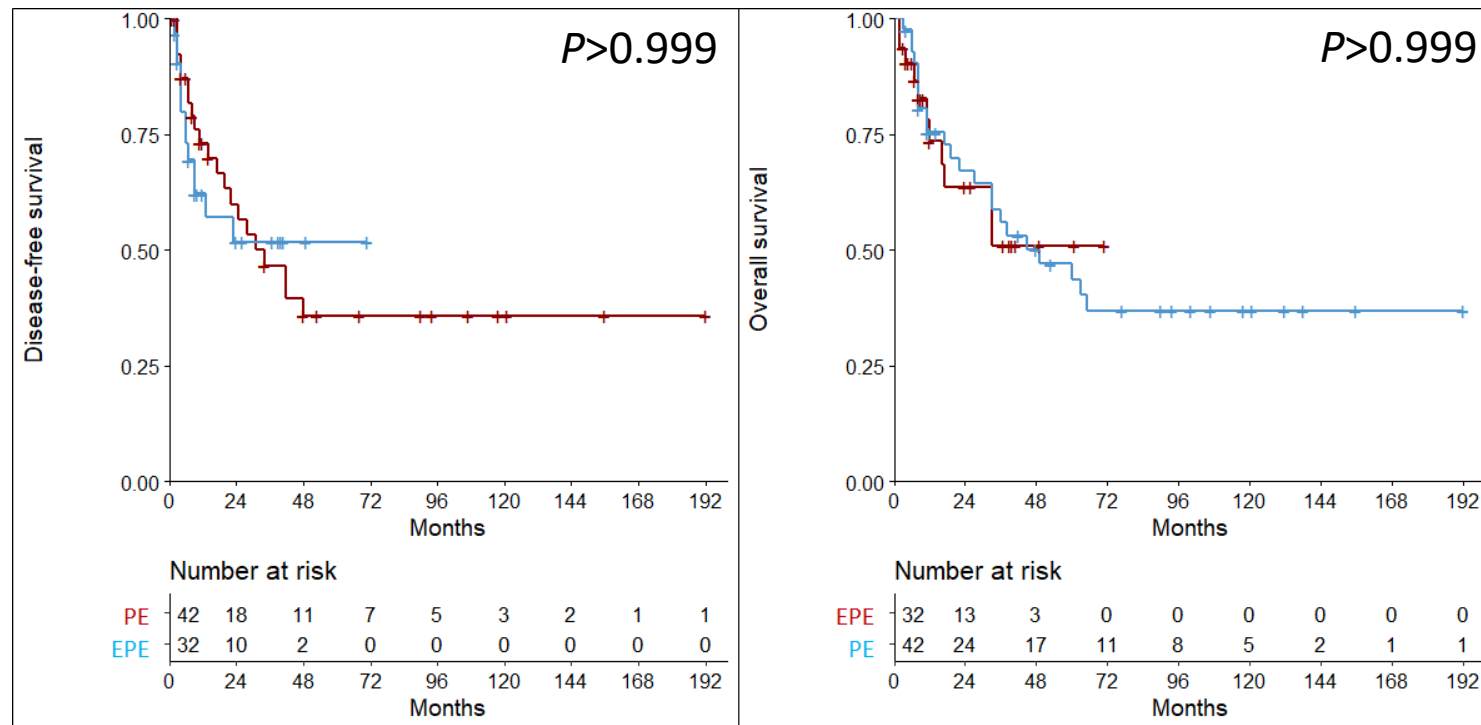 P>0.999
Disease-free survival
1.00
0.75
0.50
0.25
0.00
0 24 48 72 96 120 144 168 192
Months
Number at risk
PE 42 18 11 7 5 3 2 1 1
EPE 32 10 2 0 0 0 0 0 0
0 24 48 72 96 120 144 168 192
Months
P>0.999
Overall survival
1.00
0.75
0.50
0.25
0.00
0 24 48 72 96 120 144 168 192
Months
Number at risk
EPE 32 13 3 0 0 0 0 0 0
PE 42 24 17 11 8 5 2 1 1
0 24 48 72 96 120 144 168 192
Months